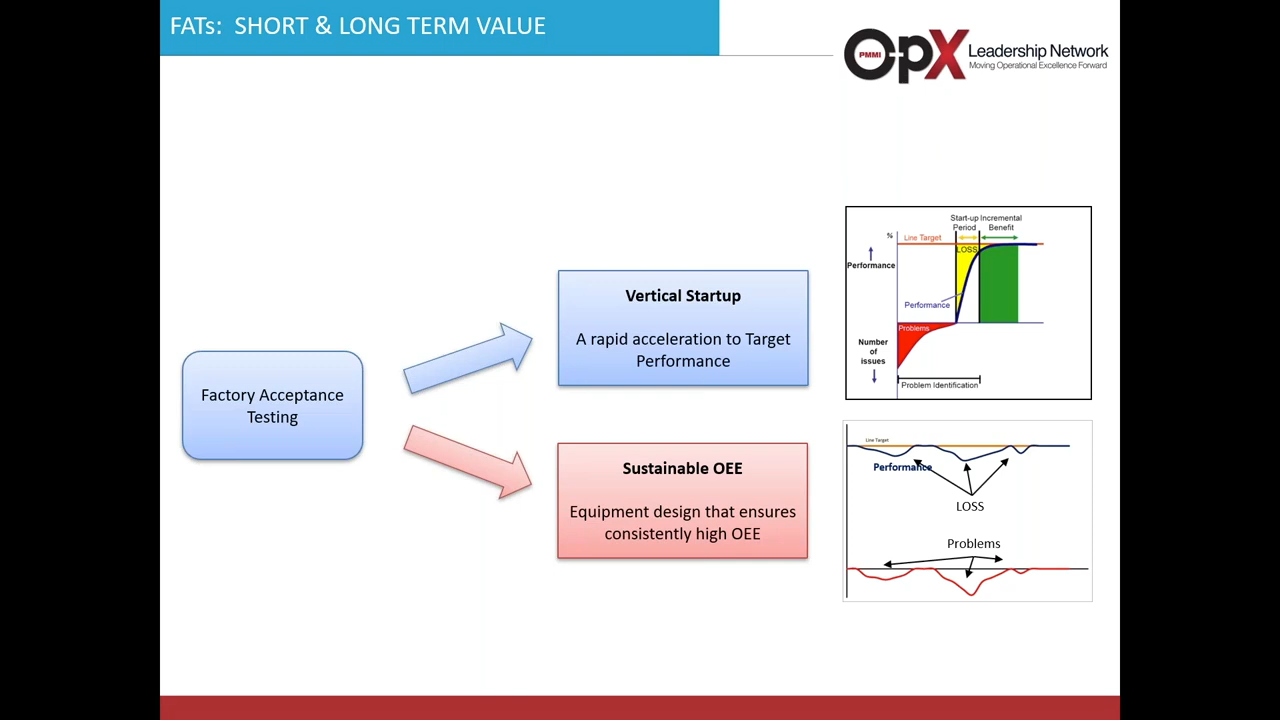 FATs: SHORT & LONG TERM VALUE
PMMI
OpX
Leadership Network
Moving Operational Excellence Forward
Factory Acceptance
Testing
Vertical Startup
A rapid acceleration to Target
Performance
Sustainable OEE
Equipment design that ensures
consistently high OEE
Start-up Incremental
Period Benefit
%
Line Target
LOSS
Performance
Performance
Problems
Number
of
issues
Problem Identification
Line Target
Performance
LOSS
Problems